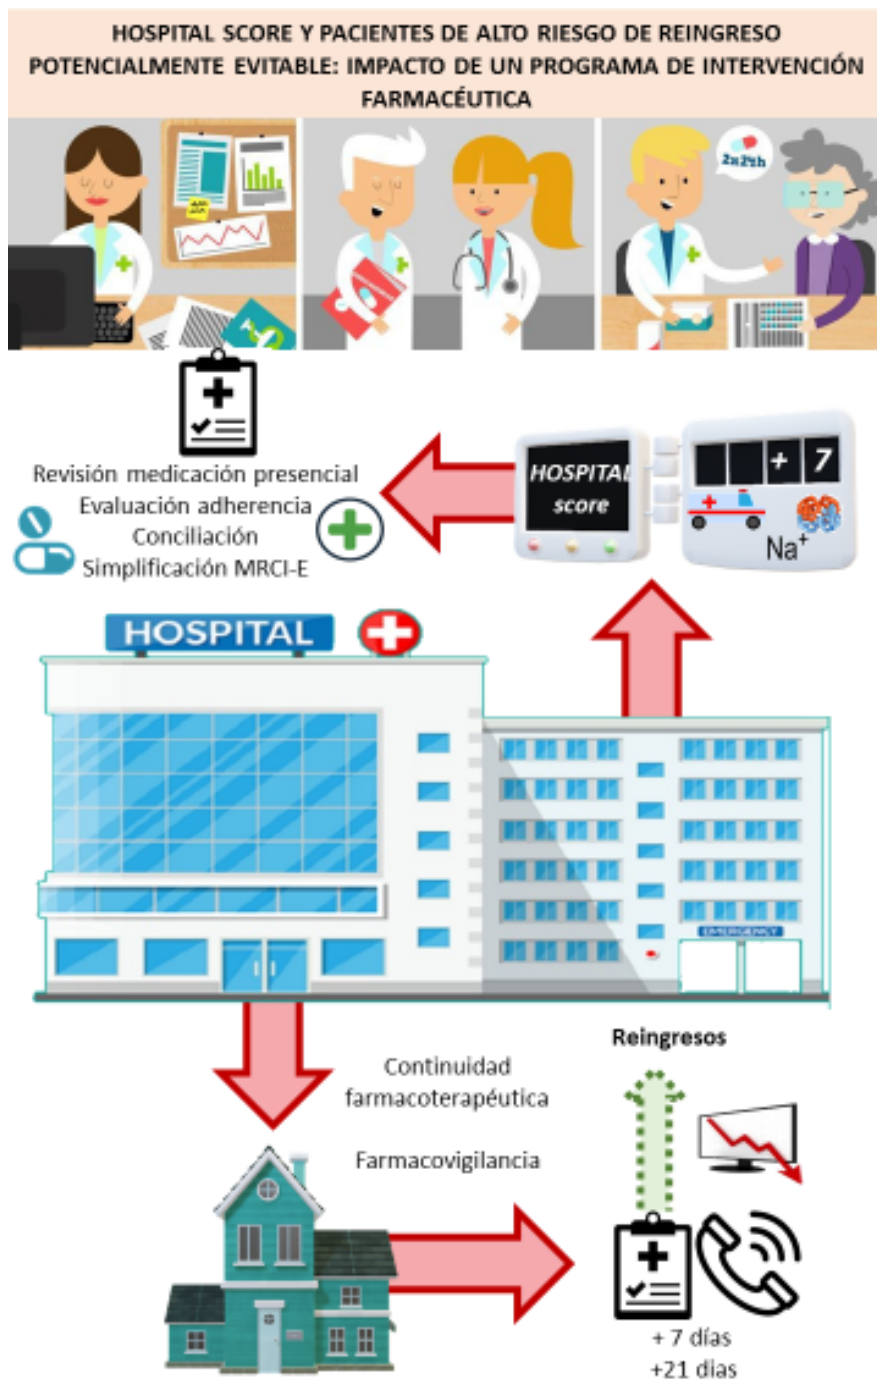 HOSPITAL SCORE Y PACIENTES DE ALTO RIESGO DE REINGRESO
POTENCIALMENTE EVITABLE: IMPACTO DE UN PROGRAMA DE INTERVENCIÓN
FARMACÉUTICA
Revisión medicación presencial
Evaluación adherencia
Conciliación
Simplificación MRCI-E
HOSPITAL
score
+ 7
Na+
HOSPITAL
EMERGENCY
Continuidad
farmacoterapéutica
Farmacovigilancia
Reingresos
+ 7 días
+21 dias